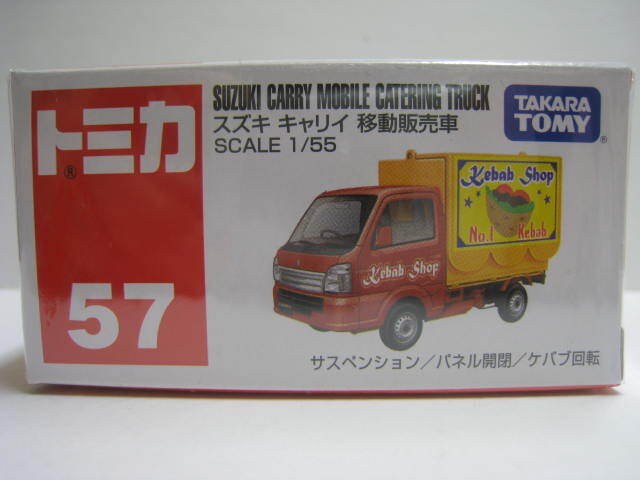 トミカ
®
57
SUZUKI CARRY MOBILE CATERING TRUCK
スズキ キャリイ 移動販売車
SCALE 1/55
TAKARA
TOMY
®
Kebab Shop
No.1 Kebab
Kebab Shop
サスペンション/パネル開閉/ケバブ回転